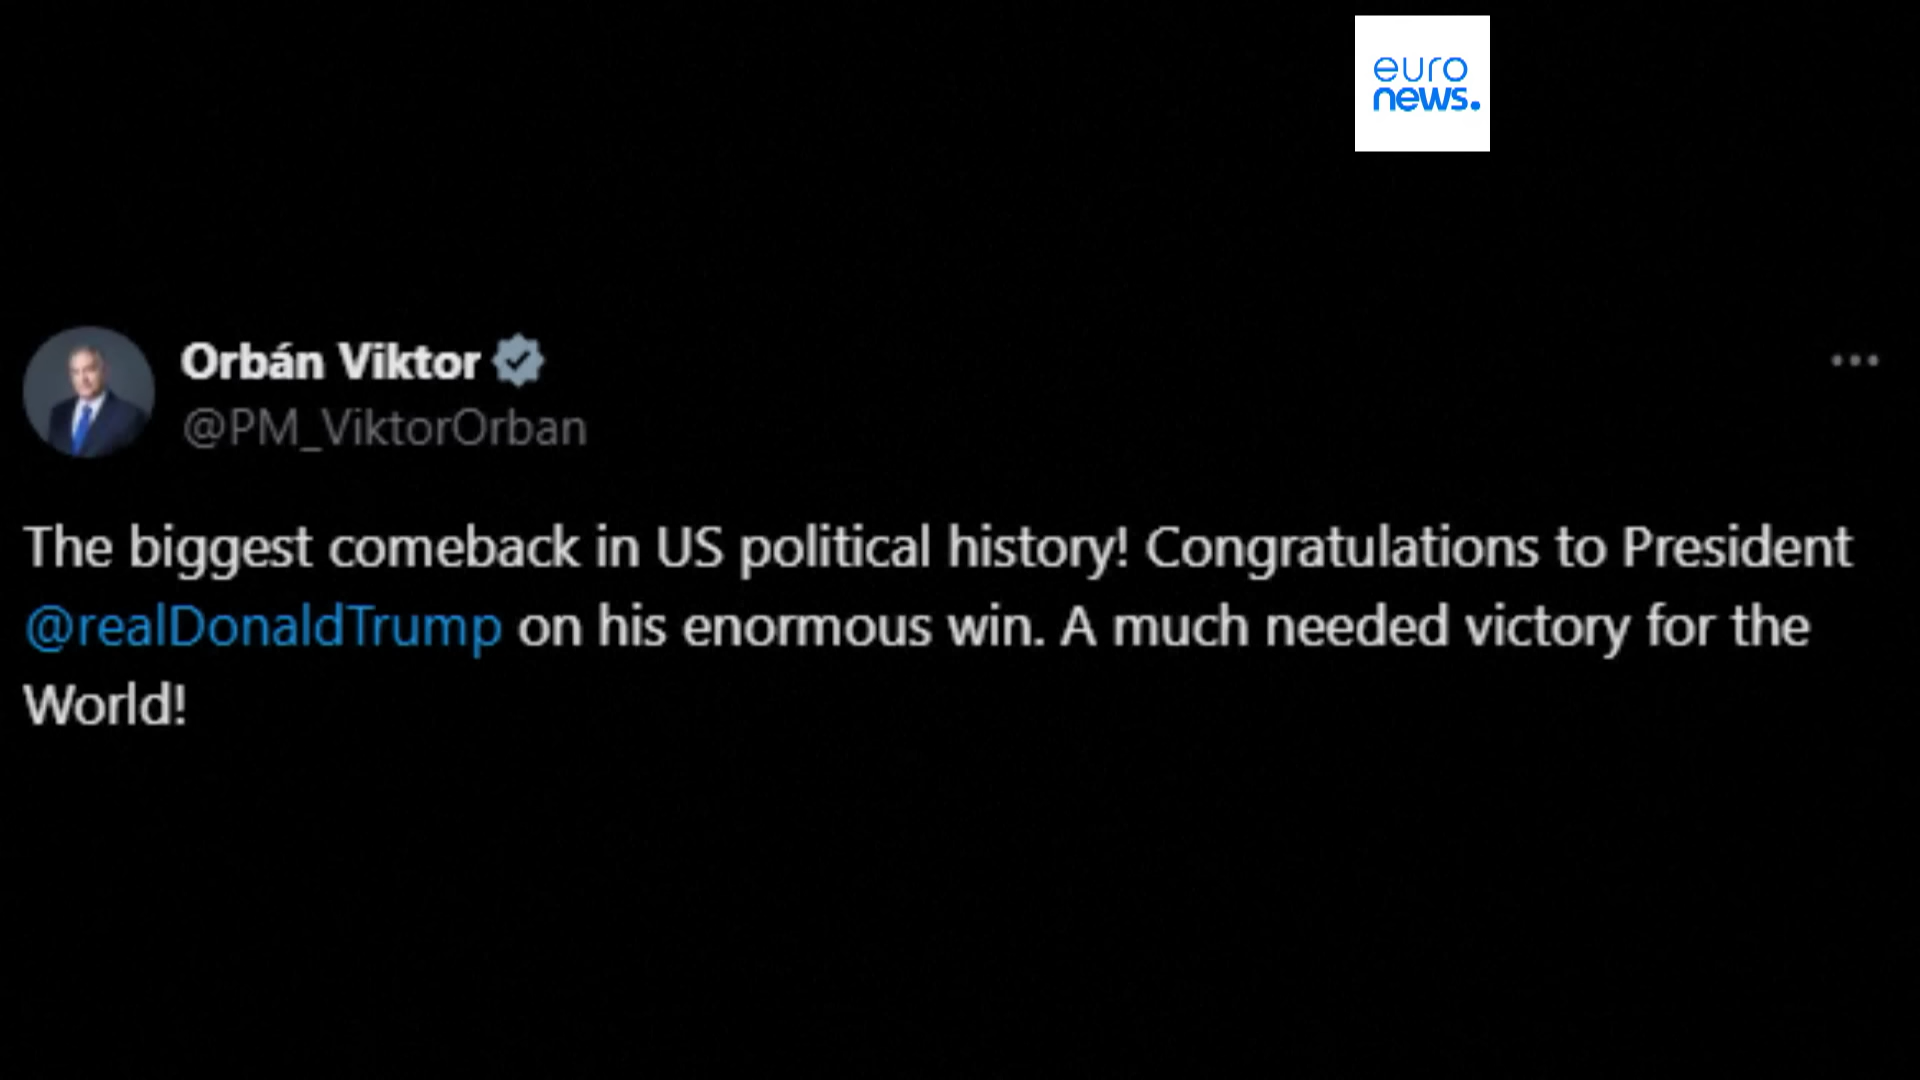 euro
news.
Orbán Viktor
@PM_ViktorOrban
The biggest comeback in US political history! Congratulations to President
@realDonaldTrump on his enormous win. A much needed victory for the
World!